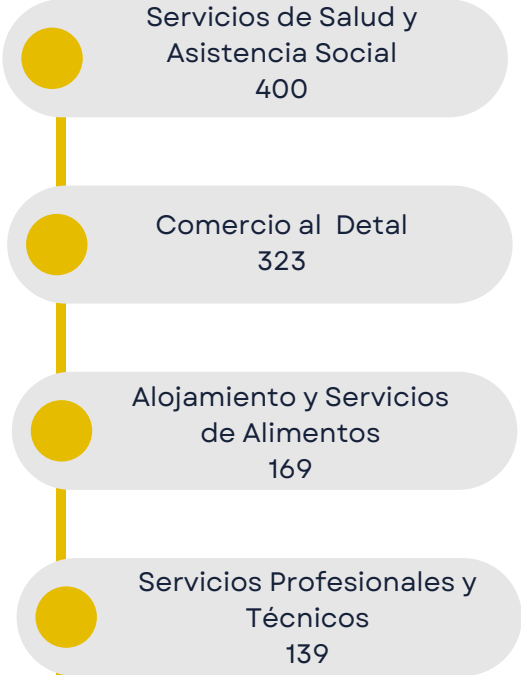 Servicios de Salud y
Asistencia Social
400
Comercio al  Detal
323
Alojamiento y Servicios
de Alimentos
169
Servicios Profesionales y
Técnicos
139